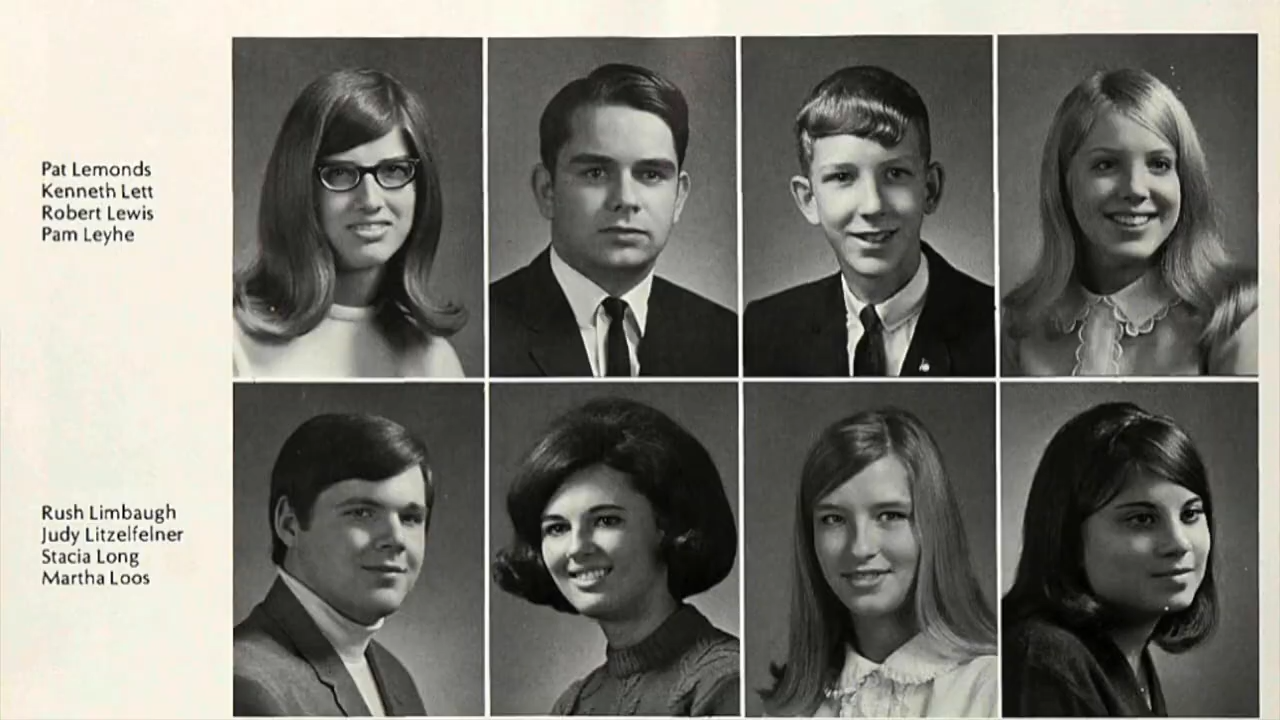 Pat Lemonds
Kenneth Lett
Robert Lewis
Pam Leyhe
Rush Limbaugh
Judy Litzelfelner
Stacia Long
Martha Loos